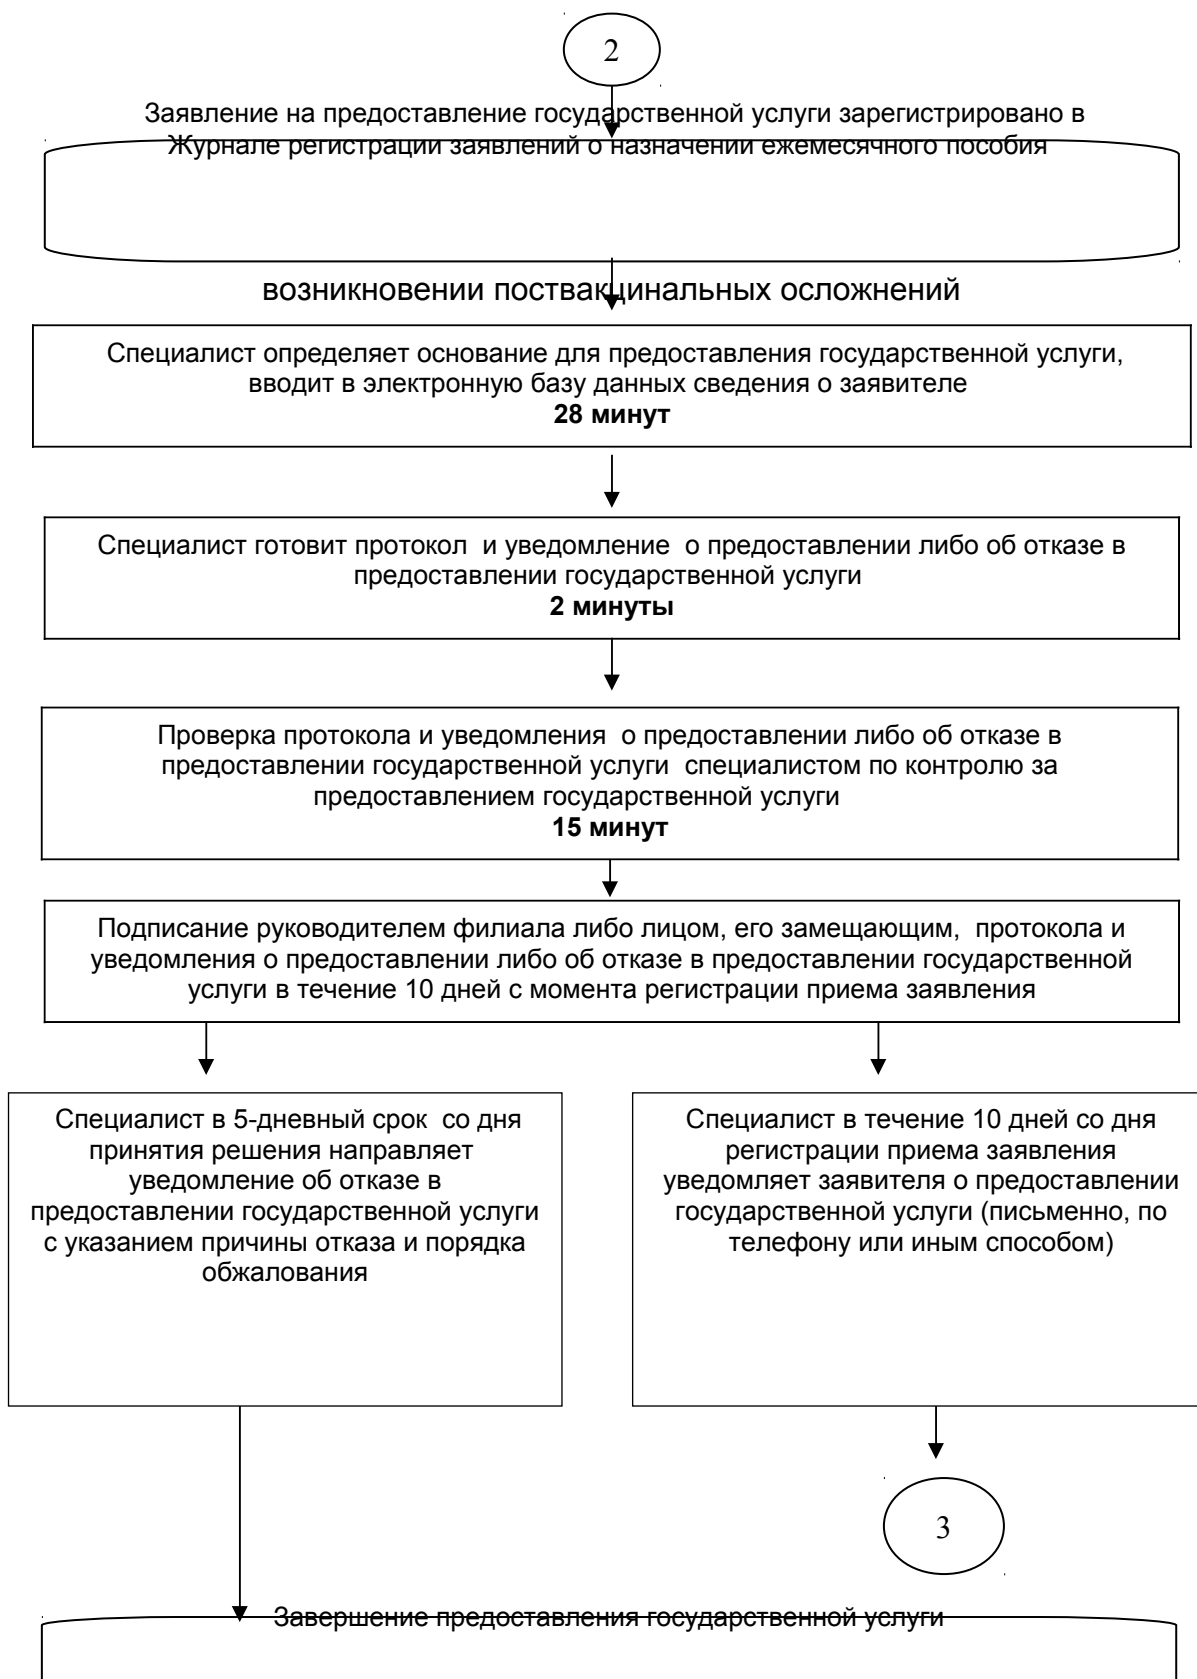 2
Заявление на предоставление государственной услуги зарегистрировано в
Журнале регистрации заявлений о назначении ежемесячного пособия
возникновении поствакцинальных осложнений
Специалист определяет основание для предоставления государственной услуги,
вводит в электронную базу данных сведения о заявителе
28 минут
Специалист готовит протокол и уведомление о предоставлении либо об отказе в
предоставлении государственной услуги
2 минуты
Проверка протокола и уведомления о предоставлении либо об отказе в
предоставлении государственной услуги специалистом по контролю за
предоставлением государственной услуги
15 минут
Подписание руководителем филиала либо лицом, его замещающим, протокола и
уведомления о предоставлении либо об отказе в предоставлении государственной
услуги в течение 10 дней с момента регистрации приема заявления
Специалист в 5-дневный срок со дня
принятия решения направляет
уведомление об отказе в
предоставлении государственной услуги
с указанием причины отказа и порядка
обжалования
Специалист в течение 10 дней со дня
регистрации приема заявления
уведомляет заявителя о предоставлении
государственной услуги (письменно, по
телефону или иным способом)
3
Завершение предоставления государственной услуги